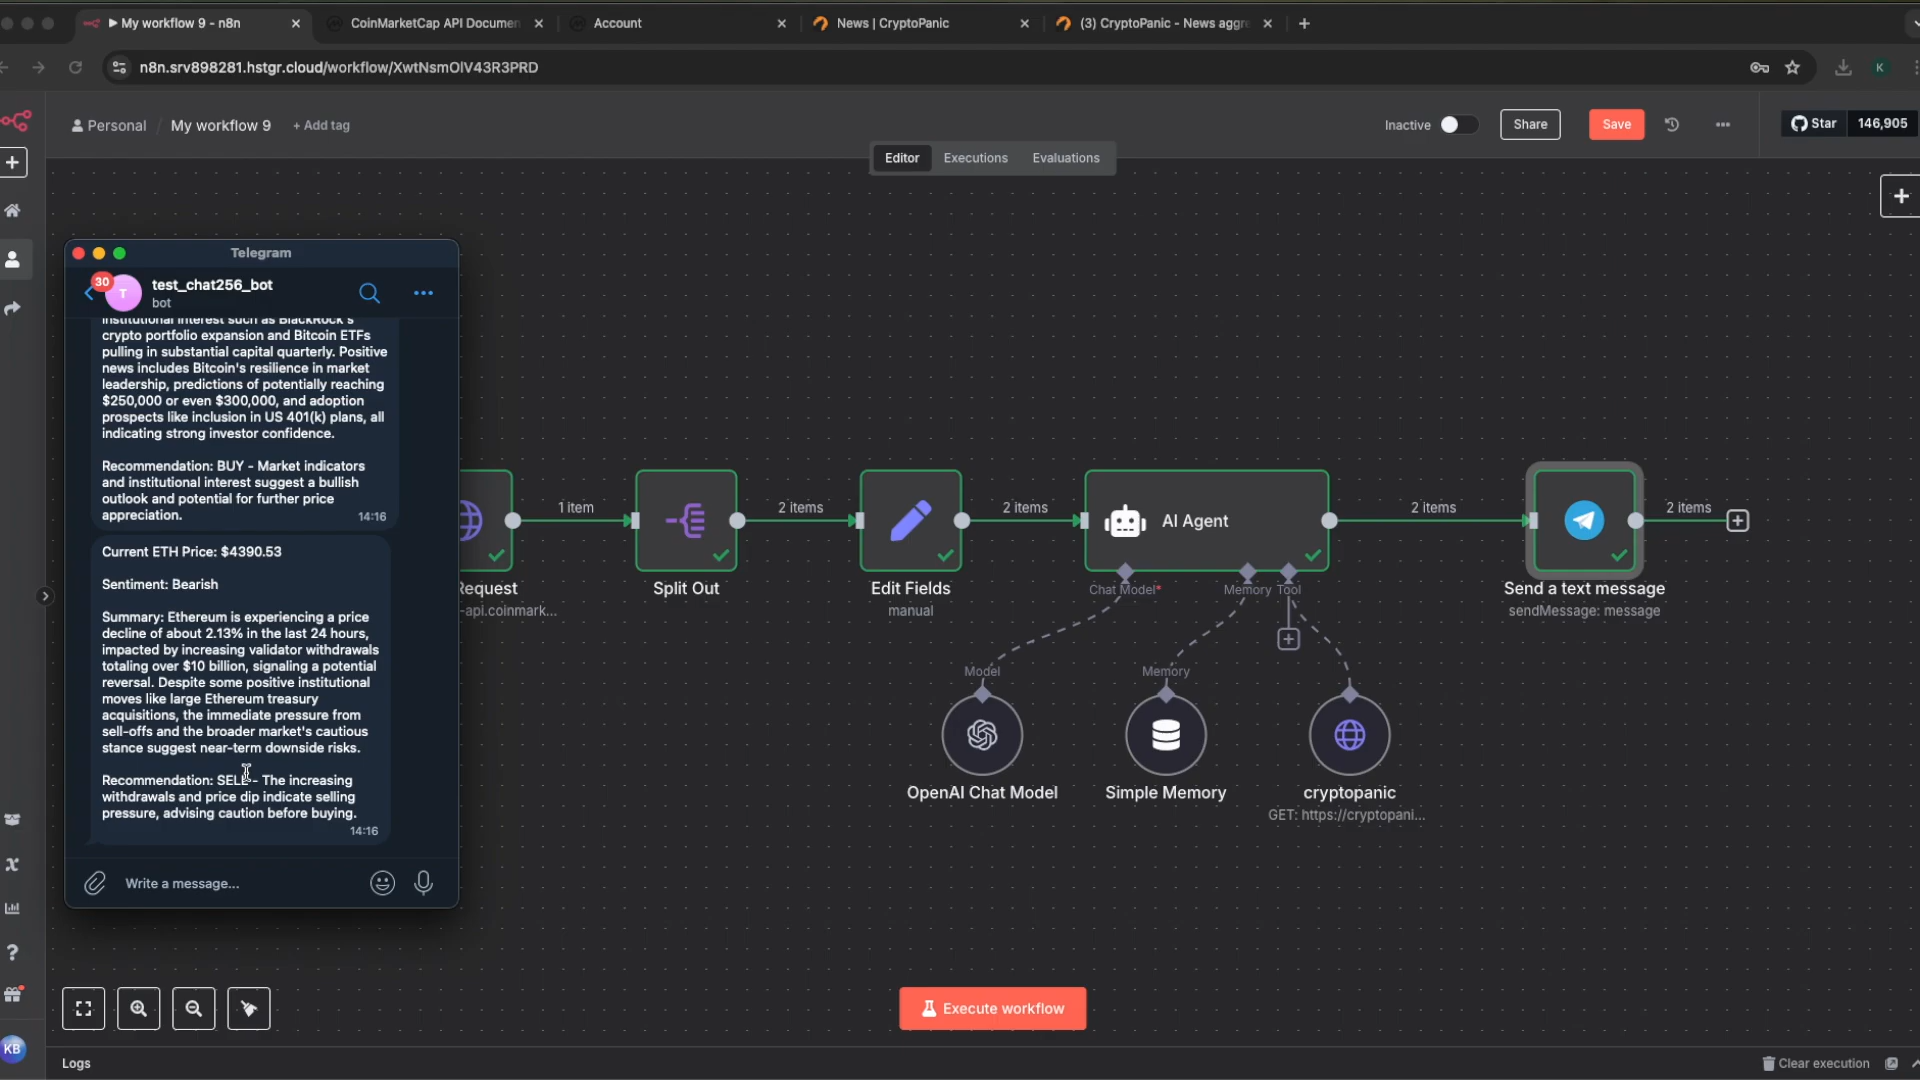 My workflow 9 - n8n
CoinMarketCap API Documen
Account
News | CryptoPanic
(3) CryptoPanic - News aggre
n8n.srv898281.hstgr.cloud/workflow/XwtNsmOlV43R3PRD
K
Personal / My workflow 9
+ Add tag
Inactive
Share
Save
Star
146,905
Editor
Executions
Evaluations
Telegram
30
T
test_chat256_bot
bot
institutional interest such as BlackRock's
crypto portfolio expansion and Bitcoin ETFs
pulling in substantial capital quarterly. Positive
news includes Bitcoin's resilience in market
leadership, predictions of potentially reaching
$250,000 or even $300,000, and adoption
prospects like inclusion in US 401(k) plans, all
indicating strong investor confidence.
Recommendation: BUY - Market indicators
and institutional interest suggest a bullish
outlook and potential for further price
appreciation.
14:16
Current ETH Price: $4390.53
Sentiment: Bearish
Summary: Ethereum is experiencing a price
decline of about 2.13% in the last 24 hours,
impacted by increasing validator withdrawals
totaling over $10 billion, signaling a potential
reversal. Despite some positive institutional
moves like large Ethereum treasury
acquisitions, the immediate pressure from
sell-offs and the broader market's cautious
stance suggest near-term downside risks.
Recommendation: SELL - The increasing
withdrawals and price dip indicate selling
pressure, advising caution before buying.
14:16
Write a message...
Request
-api.coinmark...
1 item
Split Out
2 items
Edit Fields
manual
2 items
AI Agent
Chat Model*
Memory
Tool
2 items
Send a text message
sendMessage: message
2 items
Model
OpenAI Chat Model
Memory
Simple Memory
cryptopanic
GET: https://cryptopani...
Execute workflow
KB
Logs
Clear execution